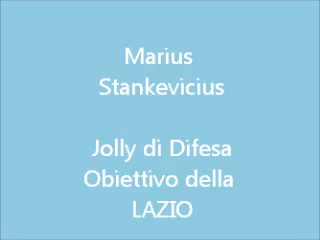 Marius
Stankevicius
Jolly di Difesa
Obiettivo della
LAZIO